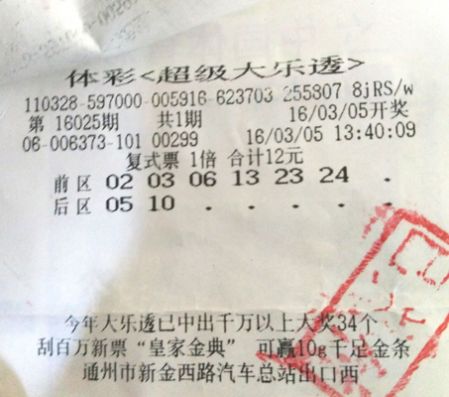 体彩<超级大乐透>
110328-597000-005916-623703 255807 8jRS/w
第 16025期 共1期 16/03/05开奖
06-006373-101 00299 16/03/05 13:40:09
复式票 1倍 合计12元
前区 02 03 06 13 23 24 .
后区 05 10 . . . . .
今年大乐透已中出千万以上大奖34个
刮百万新票“皇家金典” 可赢10g千足金条
通州市新金西路汽车总站出口西